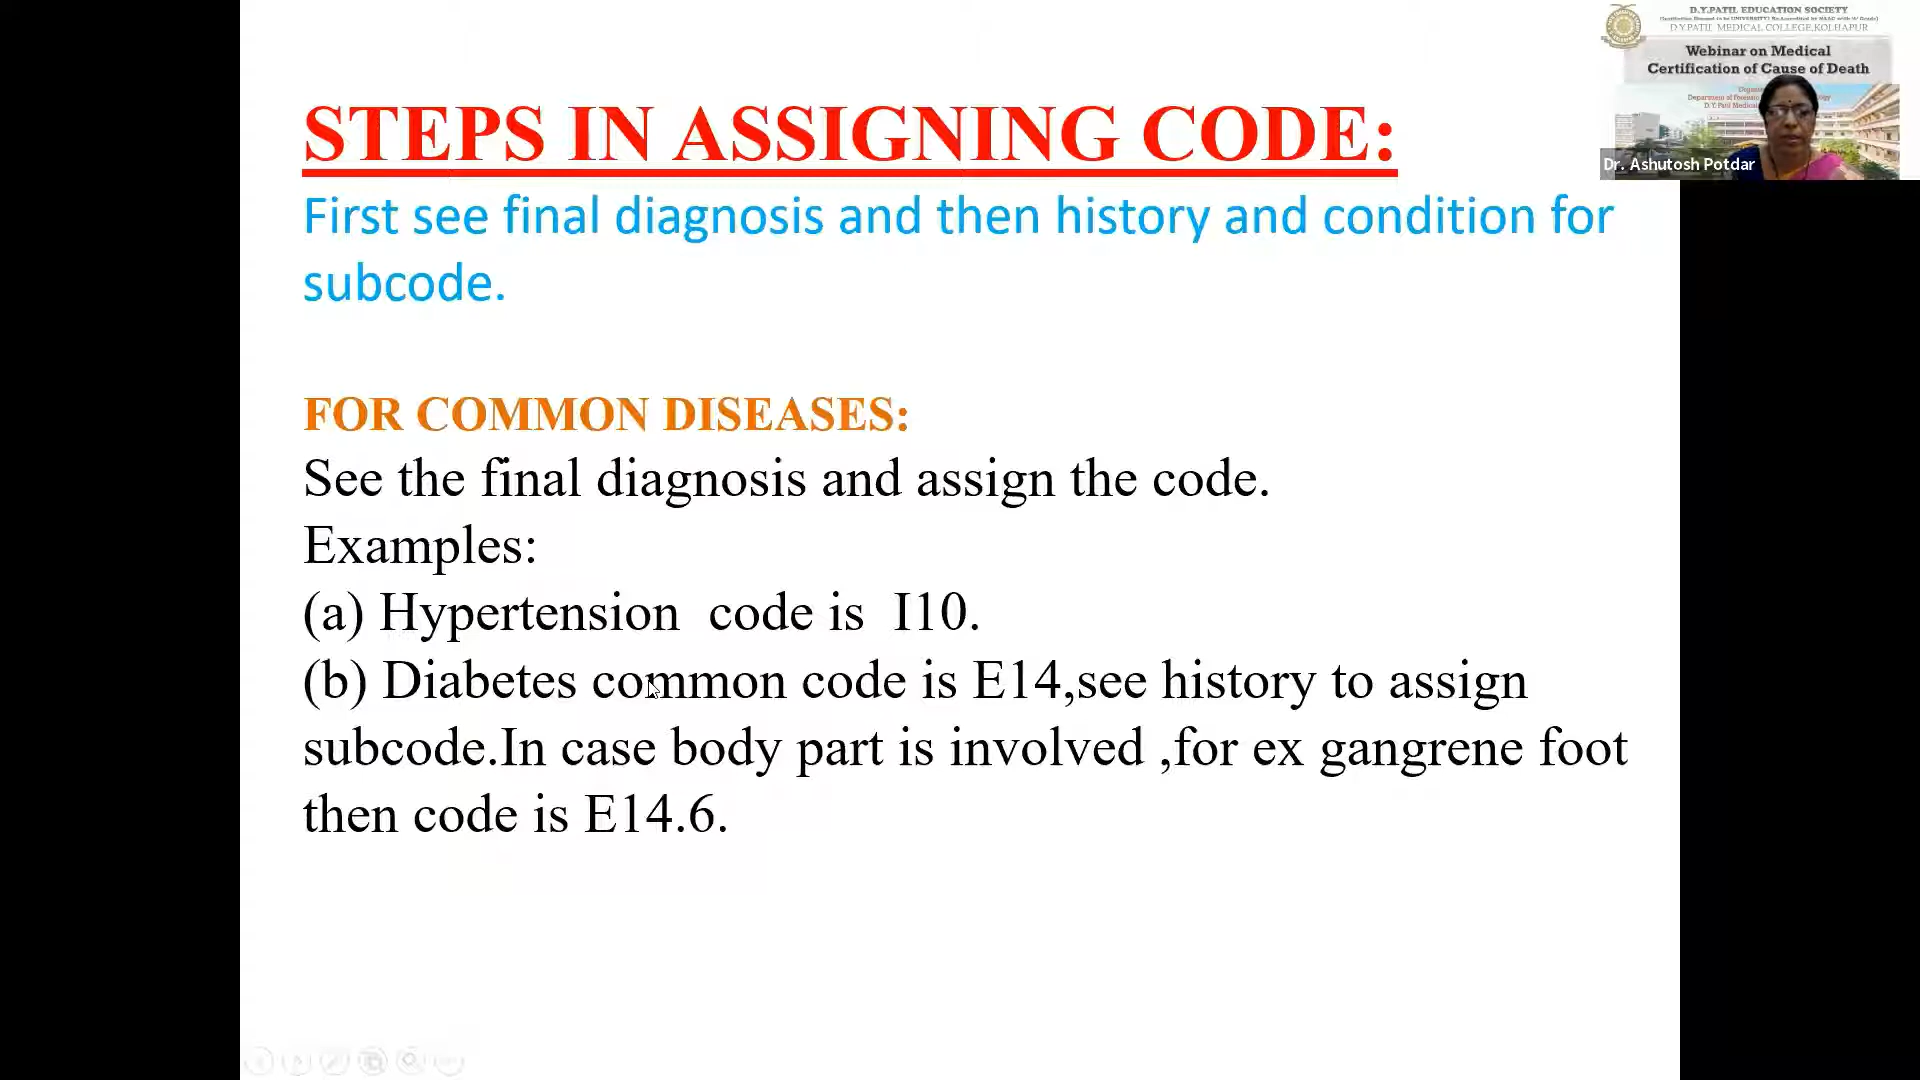 STEPS IN ASSIGNING CODE:
First see final diagnosis and then history and condition for
subcode.
FOR COMMON DISEASES:
See the final diagnosis and assign the code.
Examples:
(a) Hypertension  code is  I10.
(b) Diabetes common code is E14,see history to assign
subcode.In case body part is involved ,for ex gangrene foot
then code is E14.6.
D.Y.PATIL EDUCATION SOCIETY
D.Y.PATIL MEDICAL COLLEGE,KOLHAPUR
Webinar on Medical
Certification of Cause of Death
Dr. Ashutosh Potdar